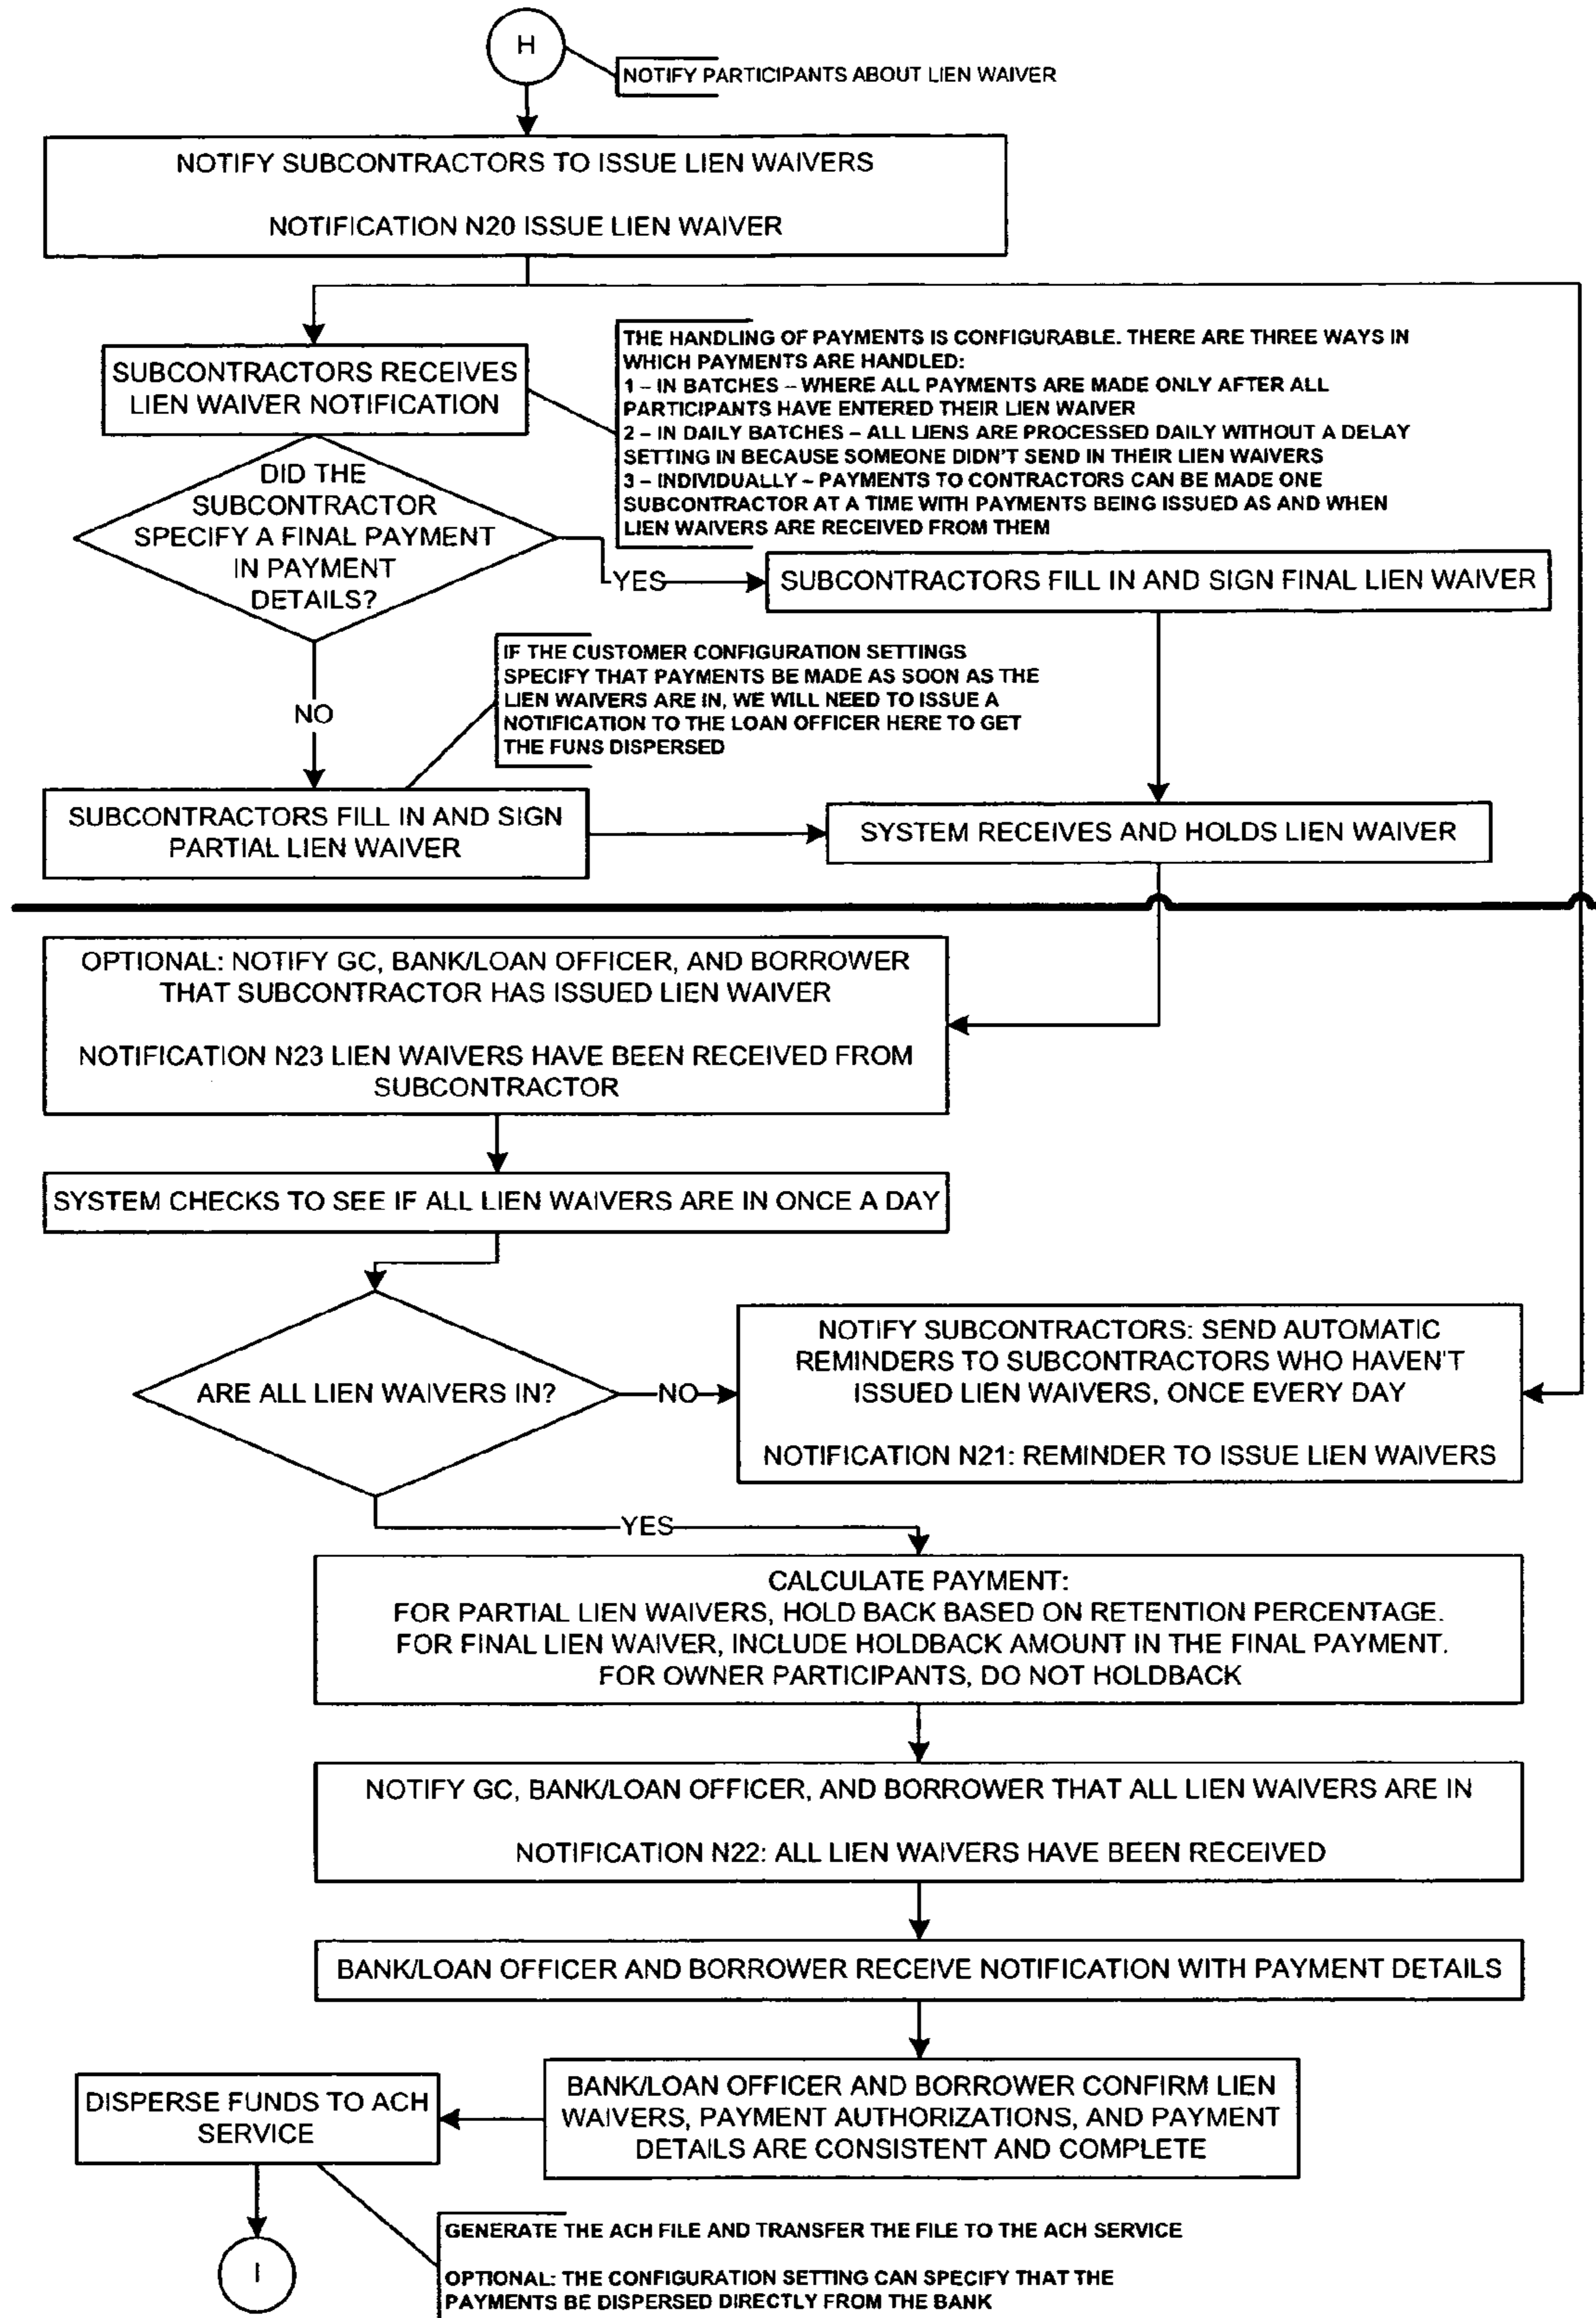 H
NOTIFY PARTICIPANTS ABOUT LIEN WAIVER
NOTIFY SUBCONTRACTORS TO ISSUE LIEN WAIVERS
NOTIFICATION N20 ISSUE LIEN WAIVER
SUBCONTRACTORS RECEIVES
LIEN WAIVER NOTIFICATION
THE HANDLING OF PAYMENTS IS CONFIGURABLE. THERE ARE THREE WAYS IN
WHICH PAYMENTS ARE HANDLED:
1 – IN BATCHES – WHERE ALL PAYMENTS ARE MADE ONLY AFTER ALL
PARTICIPANTS HAVE ENTERED THEIR LIEN WAIVER
2 – IN DAILY BATCHES – ALL LIENS ARE PROCESSED DAILY WITHOUT A DELAY
SETTING IN BECAUSE SOMEONE DIDN'T SEND IN THEIR LIEN WAIVERS
3 – INDIVIDUALLY – PAYMENTS TO CONTRACTORS CAN BE MADE ONE
SUBCONTRACTOR AT A TIME WITH PAYMENTS BEING ISSUED AS AND WHEN
LIEN WAIVERS ARE RECEIVED FROM THEM
DID THE
SUBCONTRACTOR
SPECIFY A FINAL PAYMENT
IN PAYMENT
DETAILS?
YES
SUBCONTRACTORS FILL IN AND SIGN FINAL LIEN WAIVER
NO
IF THE CUSTOMER CONFIGURATION SETTINGS
SPECIFY THAT PAYMENTS BE MADE AS SOON AS THE
LIEN WAIVERS ARE IN, WE WILL NEED TO ISSUE A
NOTIFICATION TO THE LOAN OFFICER HERE TO GET
THE FUNS DISPERSED
SUBCONTRACTORS FILL IN AND SIGN
PARTIAL LIEN WAIVER
SYSTEM RECEIVES AND HOLDS LIEN WAIVER
OPTIONAL: NOTIFY GC, BANK/LOAN OFFICER, AND BORROWER
THAT SUBCONTRACTOR HAS ISSUED LIEN WAIVER
NOTIFICATION N23 LIEN WAIVERS HAVE BEEN RECEIVED FROM
SUBCONTRACTOR
SYSTEM CHECKS TO SEE IF ALL LIEN WAIVERS ARE IN ONCE A DAY
ARE ALL LIEN WAIVERS IN?
NO
NOTIFY SUBCONTRACTORS: SEND AUTOMATIC
REMINDERS TO SUBCONTRACTORS WHO HAVEN'T
ISSUED LIEN WAIVERS, ONCE EVERY DAY
NOTIFICATION N21: REMINDER TO ISSUE LIEN WAIVERS
YES
CALCULATE PAYMENT:
FOR PARTIAL LIEN WAIVERS, HOLD BACK BASED ON RETENTION PERCENTAGE.
FOR FINAL LIEN WAIVER, INCLUDE HOLDBACK AMOUNT IN THE FINAL PAYMENT.
FOR OWNER PARTICIPANTS, DO NOT HOLDBACK
NOTIFY GC, BANK/LOAN OFFICER, AND BORROWER THAT ALL LIEN WAIVERS ARE IN
NOTIFICATION N22: ALL LIEN WAIVERS HAVE BEEN RECEIVED
BANK/LOAN OFFICER AND BORROWER RECEIVE NOTIFICATION WITH PAYMENT DETAILS
BANK/LOAN OFFICER AND BORROWER CONFIRM LIEN
WAIVERS, PAYMENT AUTHORIZATIONS, AND PAYMENT
DETAILS ARE CONSISTENT AND COMPLETE
DISPERSE FUNDS TO ACH
SERVICE
GENERATE THE ACH FILE AND TRANSFER THE FILE TO THE ACH SERVICE
OPTIONAL: THE CONFIGURATION SETTING CAN SPECIFY THAT THE
PAYMENTS BE DISPERSED DIRECTLY FROM THE BANK
I